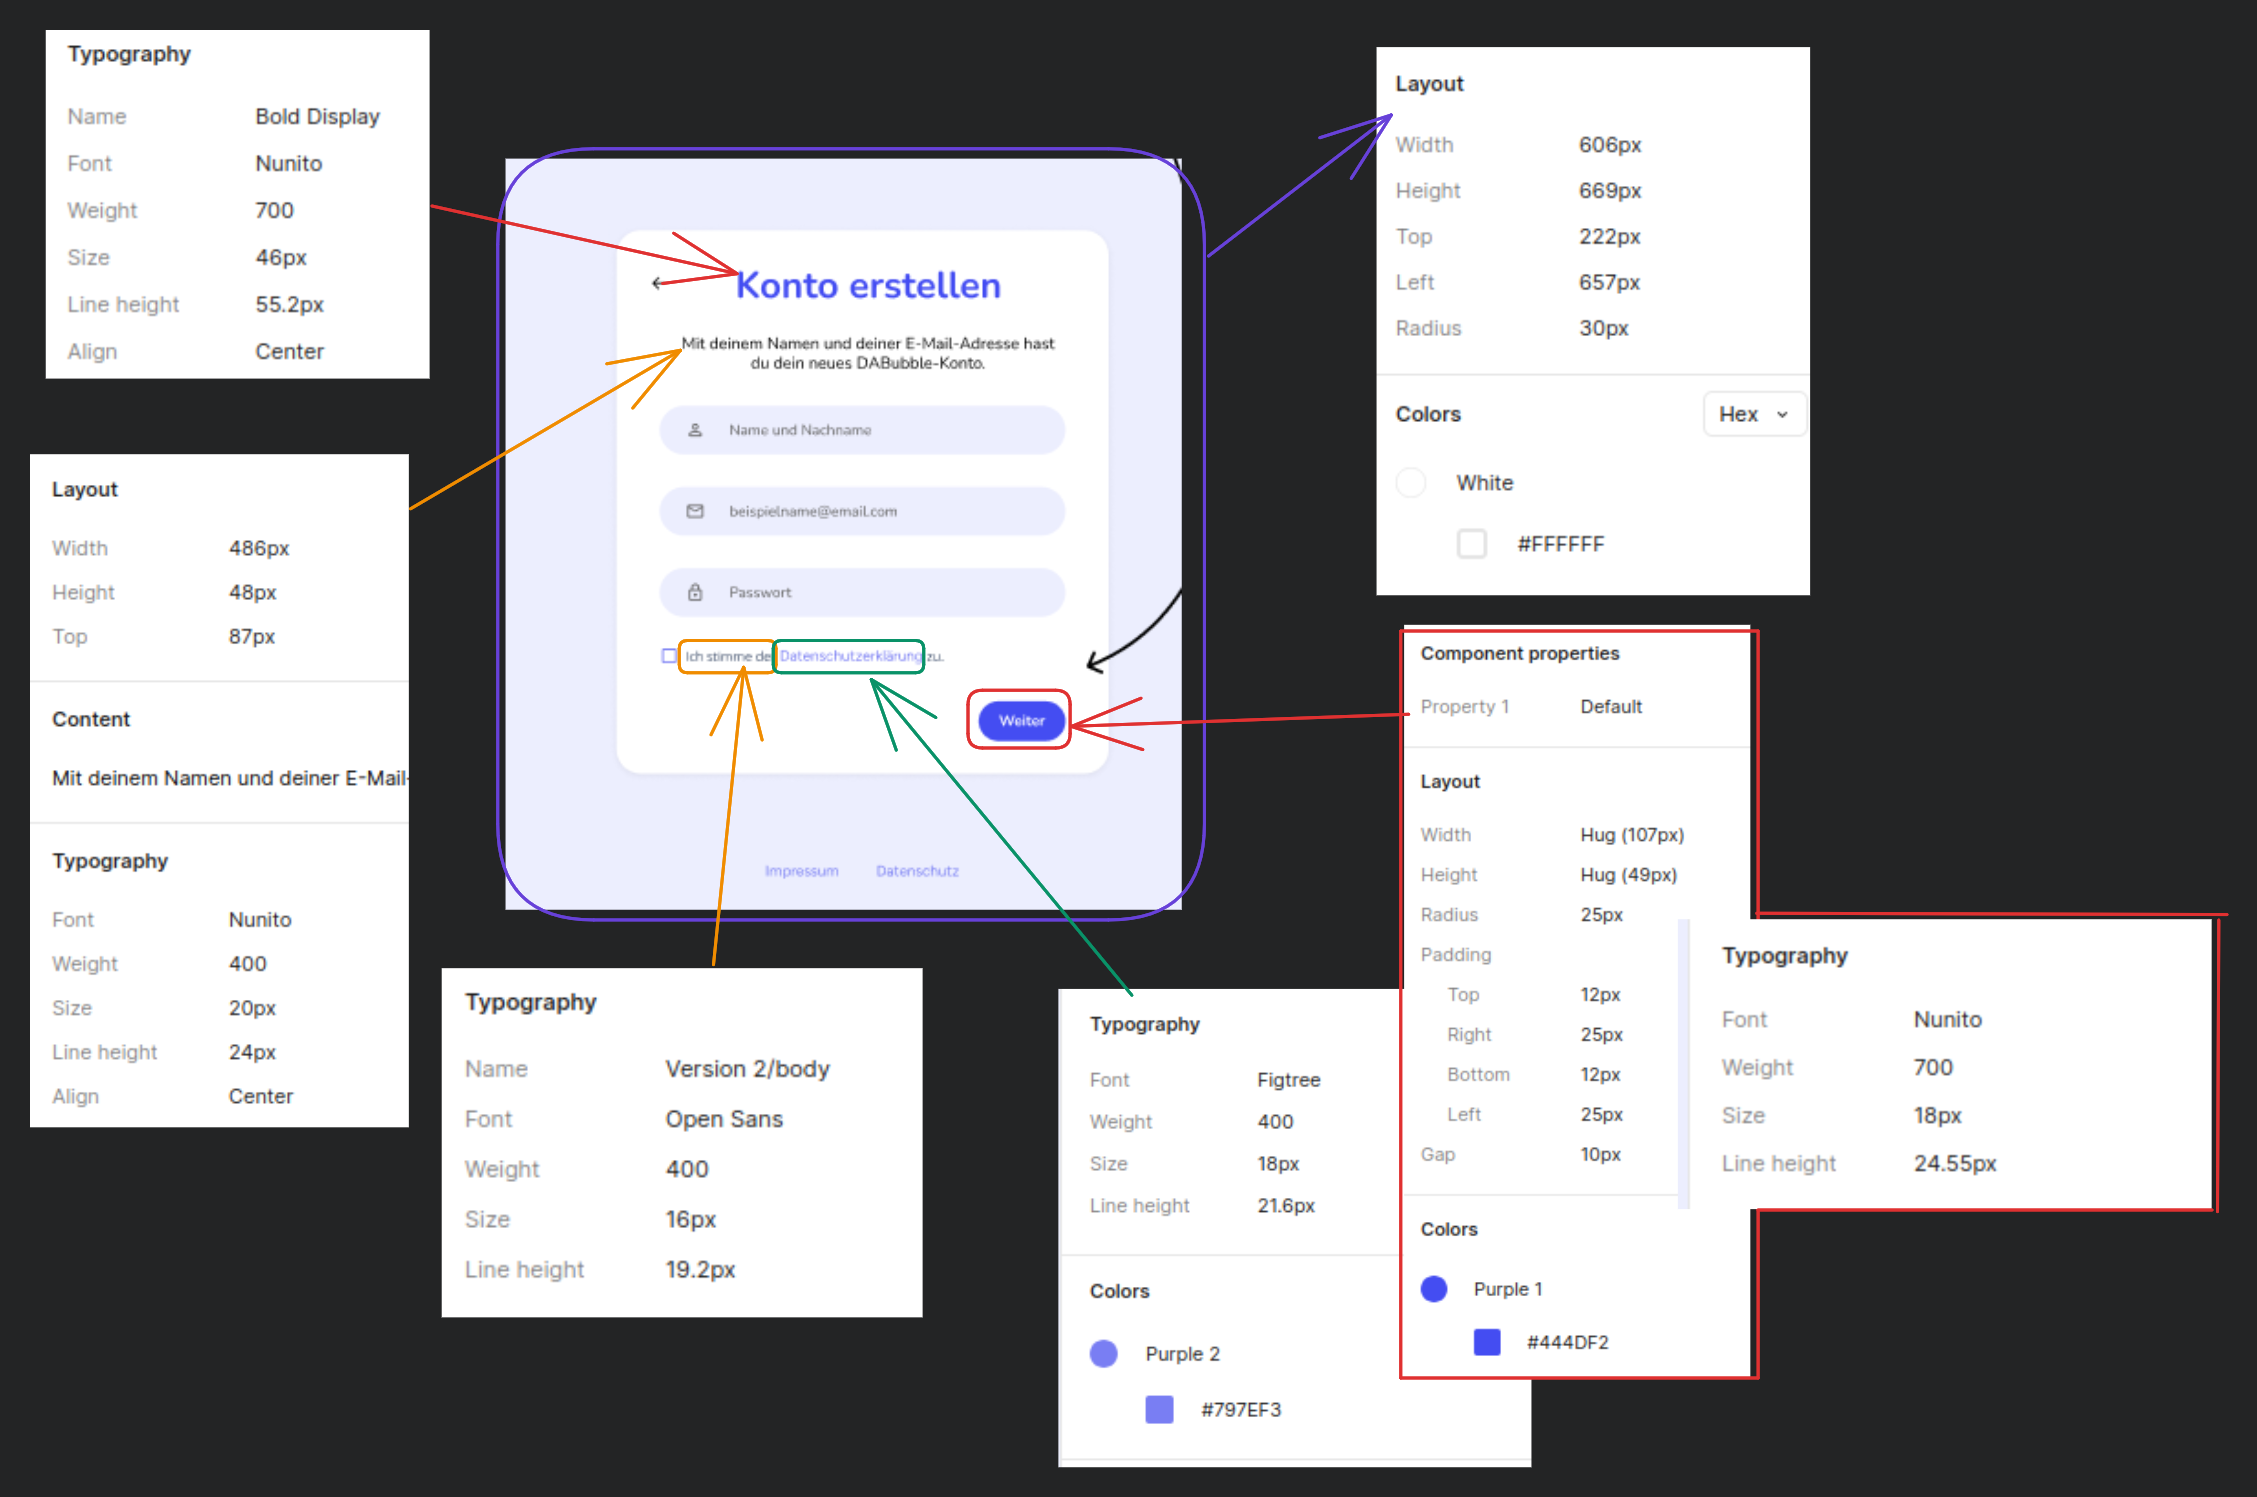 Typography
Name Bold Display
Font Nunito
Weight 700
Size 46px
Line height 55.2px
Align Center
Layout
Width 486px
Height 48px
Top 87px
Content
Mit deinem Namen und deiner E-Mail-
Typography
Font Nunito
Weight 400
Size 20px
Line height 24px
Align Center
Konto erstellen
Mit deinem Namen und deiner E-Mail-Adresse hast
du dein neues DABubble-Konto.
Name und Nachname
beispielname@email.com
Passwort
Ich stimme de Datenschutzerklärung zu.
Weiter
Impressum Datenschutz
Typography
Name Version 2/body
Font Open Sans
Weight 400
Size 16px
Line height 19.2px
Typography
Font Figtree
Weight 400
Size 18px
Line height 21.6px
Colors
Purple 2
#797EF3
Layout
Width 606px
Height 669px
Top 222px
Left 657px
Radius 30px
Colors Hex
White
#FFFFFF
Component properties
Property 1 Default
Layout
Width Hug (107px)
Height Hug (49px)
Radius 25px
Padding
Top 12px
Right 25px
Bottom 12px
Left 25px
Gap 10px
Colors
Purple 1
#444DF2
Typography
Font Nunito
Weight 700
Size 18px
Line height 24.55px